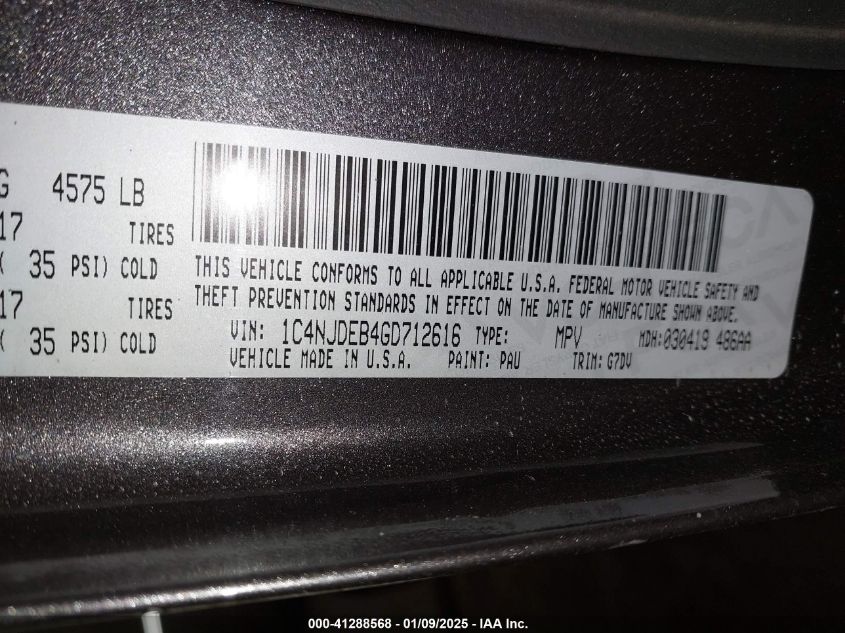 G 4575 LB
17 TIRES
( 35 PSI) COLD
17 TIRES
( 35 PSI) COLD
THIS VEHICLE CONFORMS TO ALL APPLICABLE U.S.A. FEDERAL MOTOR VEHICLE SAFETY AND
THEFT PREVENTION STANDARDS IN EFFECT ON THE DATE OF MANUFACTURE SHOWN ABOVE.
VIN: 1C4NJDEB4GD712616 TYPE: MPV MDH:030419 486AA
VEHICLE MADE IN U.S.A. PAINT: PAU TRIM: G7DV
000-41288568 - 01/09/2025 - IAA Inc.